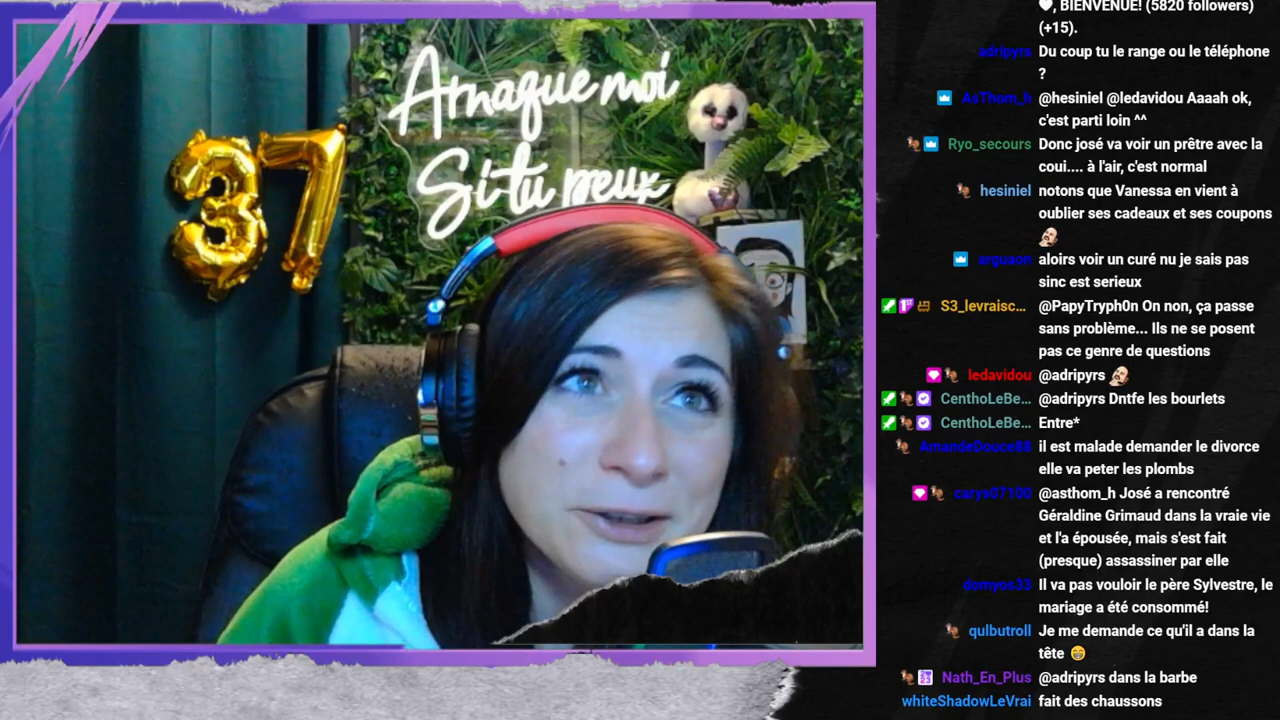 37
Arnaque moi
Si tu peux
🖤, BIENVENUE! (5820 followers)
(+15).
adripyrs Du coup tu le range ou le téléphone
?
AsThom_h @hesiniel @ledavidou Aaaah ok,
c'est parti loin ^^
Ryo_secours Donc josé va voir un prêtre avec la
coui.... à l'air, c'est normal
hesiniel notons que Vanessa en vient à
oublier ses cadeaux et ses coupons
arguaon aloirs voir un curé nu je sais pas
sinc est serieux
S3_levraisc... @PapyTryph0n On non, ça passe
sans problème... Ils ne se posent
pas ce genre de questions
ledavidou @adripyrs
CenthoLeBe... @adripyrs Dntfe les bourlets
CenthoLeBe... Entre*
AmandeDouce88 il est malade demander le divorce
elle va peter les plombs
carys07100 @asthom_h José a rencontré
Géraldine Grimaud dans la vraie vie
et l'a épousée, mais s'est fait
(presque) assassiner par elle
domyos33 Il va pas vouloir le père Sylvestre, le
mariage a été consommé!
qulbutroll Je me demande ce qu'il a dans la
tête 😁
Nath_En_Plus @adripyrs dans la barbe
whiteShadowLeVrai fait des chaussons